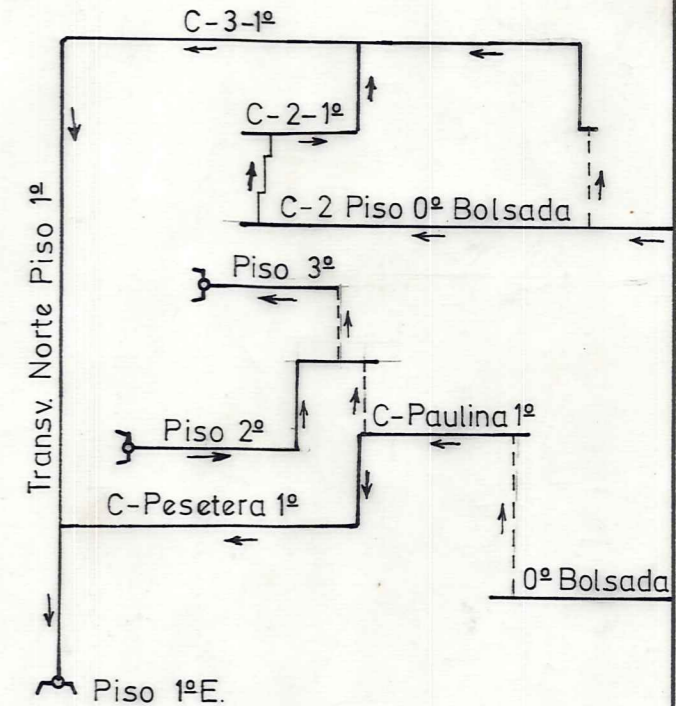 C-3-1º
C-2-1º
C-2 Piso 0º Bolsada
Piso 3º
Transv. Norte Piso 1º
C-Paulina 1º
Piso 2º
C-Pesetera 1º
0º Bolsada
Piso 1ºE.